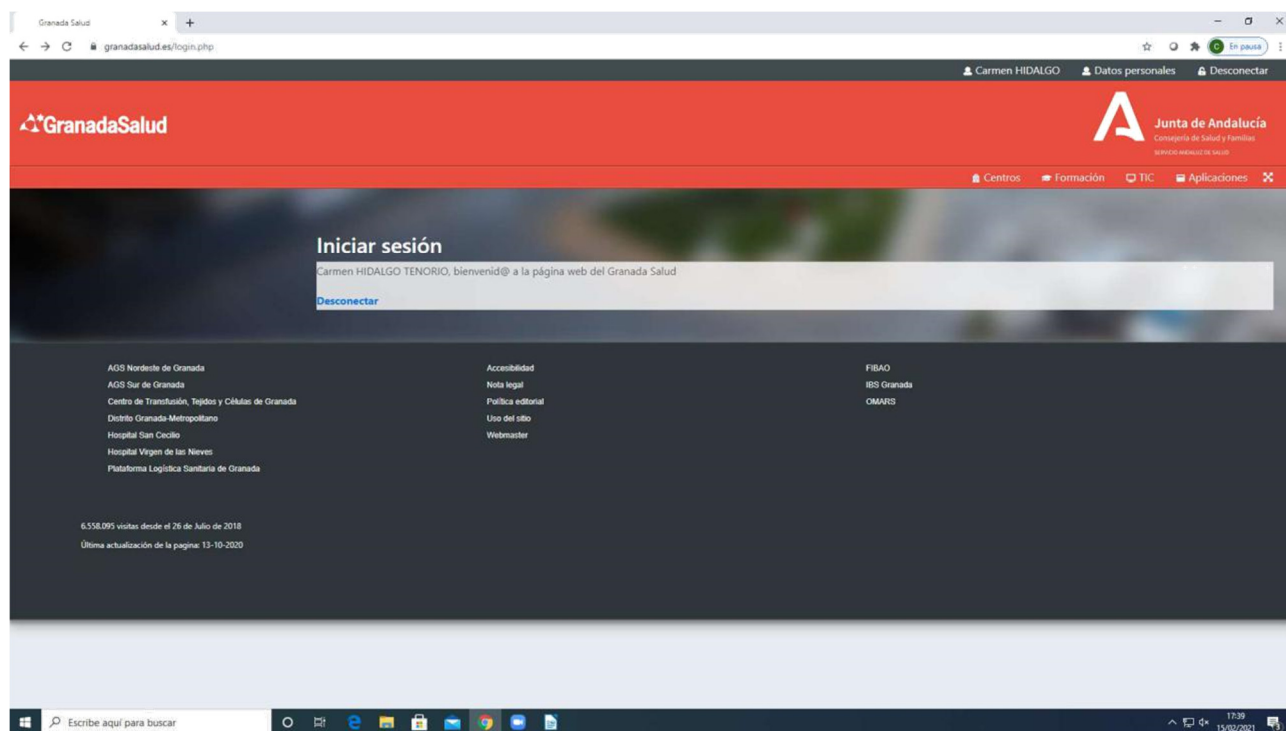 Granada Salud
granadasalud.es/login.php
En pausa
Carmen HIDALGO Datos personales Desconectar
GranadaSalud
Junta de Andalucía
Consejería de Salud y Familias
SERVICIO ANDALUZ DE SALUD
Centros Formación TIC Aplicaciones
Iniciar sesión
Carmen HIDALGO TENORIO, bienvenid@ a la página web del Granada Salud
Desconectar
AGS Nordeste de Granada
AGS Sur de Granada
Centro de Transfusión, Tejidos y Células de Granada
Distrito Granada-Metropolitano
Hospital San Cecilio
Hospital Virgen de las Nieves
Plataforma Logística Sanitaria de Granada
Accesibilidad
Nota legal
Política editorial
Uso del sitio
Webmaster
FIBAO
IBS Granada
OMARS
6.558.095 visitas desde el 26 de Julio de 2018
Última actualización de la pagina: 13-10-2020
Escribe aquí para buscar
17:39
15/02/2021